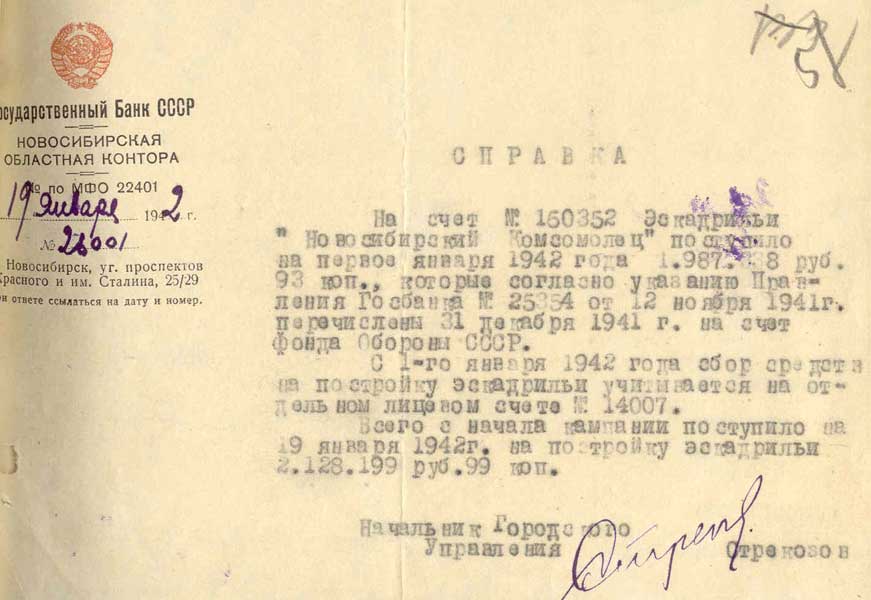 осударственный Банк СССР
НОВОСИБИРСКАЯ
ОБЛАСТНАЯ КОНТОРА
№ по МФО 22401
19 января 1942 г.
№
Новосибирск, уг. проспектов
Красного и им. Сталина, 25/29
ри ответе ссылаться на дату и номер.
58
СПРАВКА
На счет № 150352 Эскадрильи
"Новосибирский Комсомолец" поступило
на первое января 1942 года 1.987. 38 руб.
93 коп., которые согласно указанию Прав-
ления Госбанка № 25354 от 12 ноября 1941г.
перечислены 31 декабря 1941 г. на счет
фонда Обороны СССР.
С 1-го января 1942 года сбор средств
на постройку эскадрильи учитывается на от-
дельном лицевом счете № 14007.
Всего с начала кампании поступило на
19 января 1942г. на постройку эскадрильи
2.128.199 руб.99 коп.
Начальник Городского
Управления Стрекозов